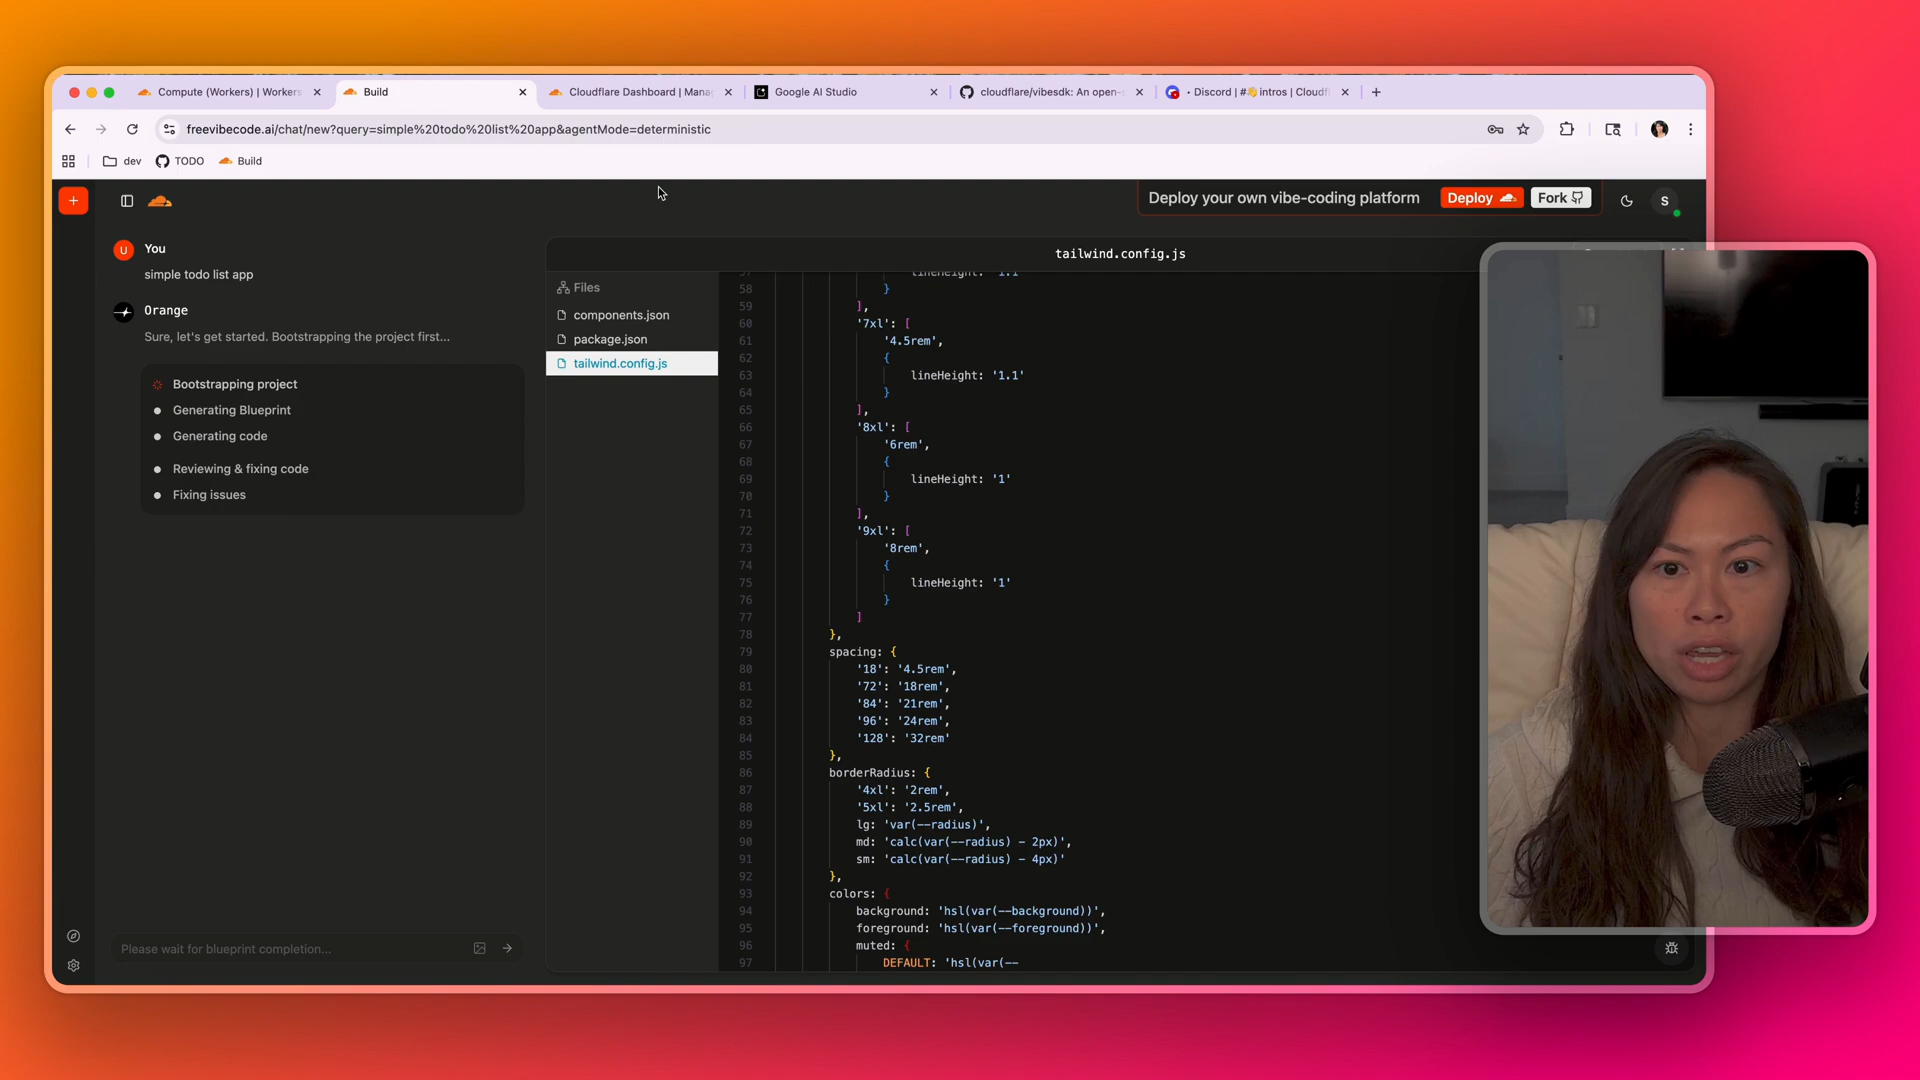 Compute (Workers) | Workers
Build
Cloudflare Dashboard | Mana
Google AI Studio
cloudflare/vibesdk: An open-s
• Discord | #👋intros | Cloudfl
freevibecode.ai/chat/new?query=simple%20todo%20list%20app&agentMode=deterministic
dev
TODO
Build
Deploy your own vibe-coding platform
Deploy
Fork
S
U
You
simple todo list app
Orange
Sure, let's get started. Bootstrapping the project first...
Bootstrapping project
Generating Blueprint
Generating code
Reviewing & fixing code
Fixing issues
Please wait for blueprint completion...
tailwind.config.js
Files
components.json
package.json
tailwind.config.js
57 lineHeight: '1.1'
58 }
59 ],
60 '7xl': [
61 '4.5rem',
62 {
63 lineHeight: '1.1'
64 }
65 ],
66 '8xl': [
67 '6rem',
68 {
69 lineHeight: '1'
70 }
71 ],
72 '9xl': [
73 '8rem',
74 {
75 lineHeight: '1'
76 }
77 ]
78 },
79 spacing: {
80 '18': '4.5rem',
81 '72': '18rem',
82 '84': '21rem',
83 '96': '24rem',
84 '128': '32rem'
85 },
86 borderRadius: {
87 '4xl': '2rem',
88 '5xl': '2.5rem',
89 lg: 'var(--radius)',
90 md: 'calc(var(--radius) - 2px)',
91 sm: 'calc(var(--radius) - 4px)'
92 },
93 colors: {
94 background: 'hsl(var(--background))',
95 foreground: 'hsl(var(--foreground))',
96 muted: {
97 DEFAULT: 'hsl(var(--